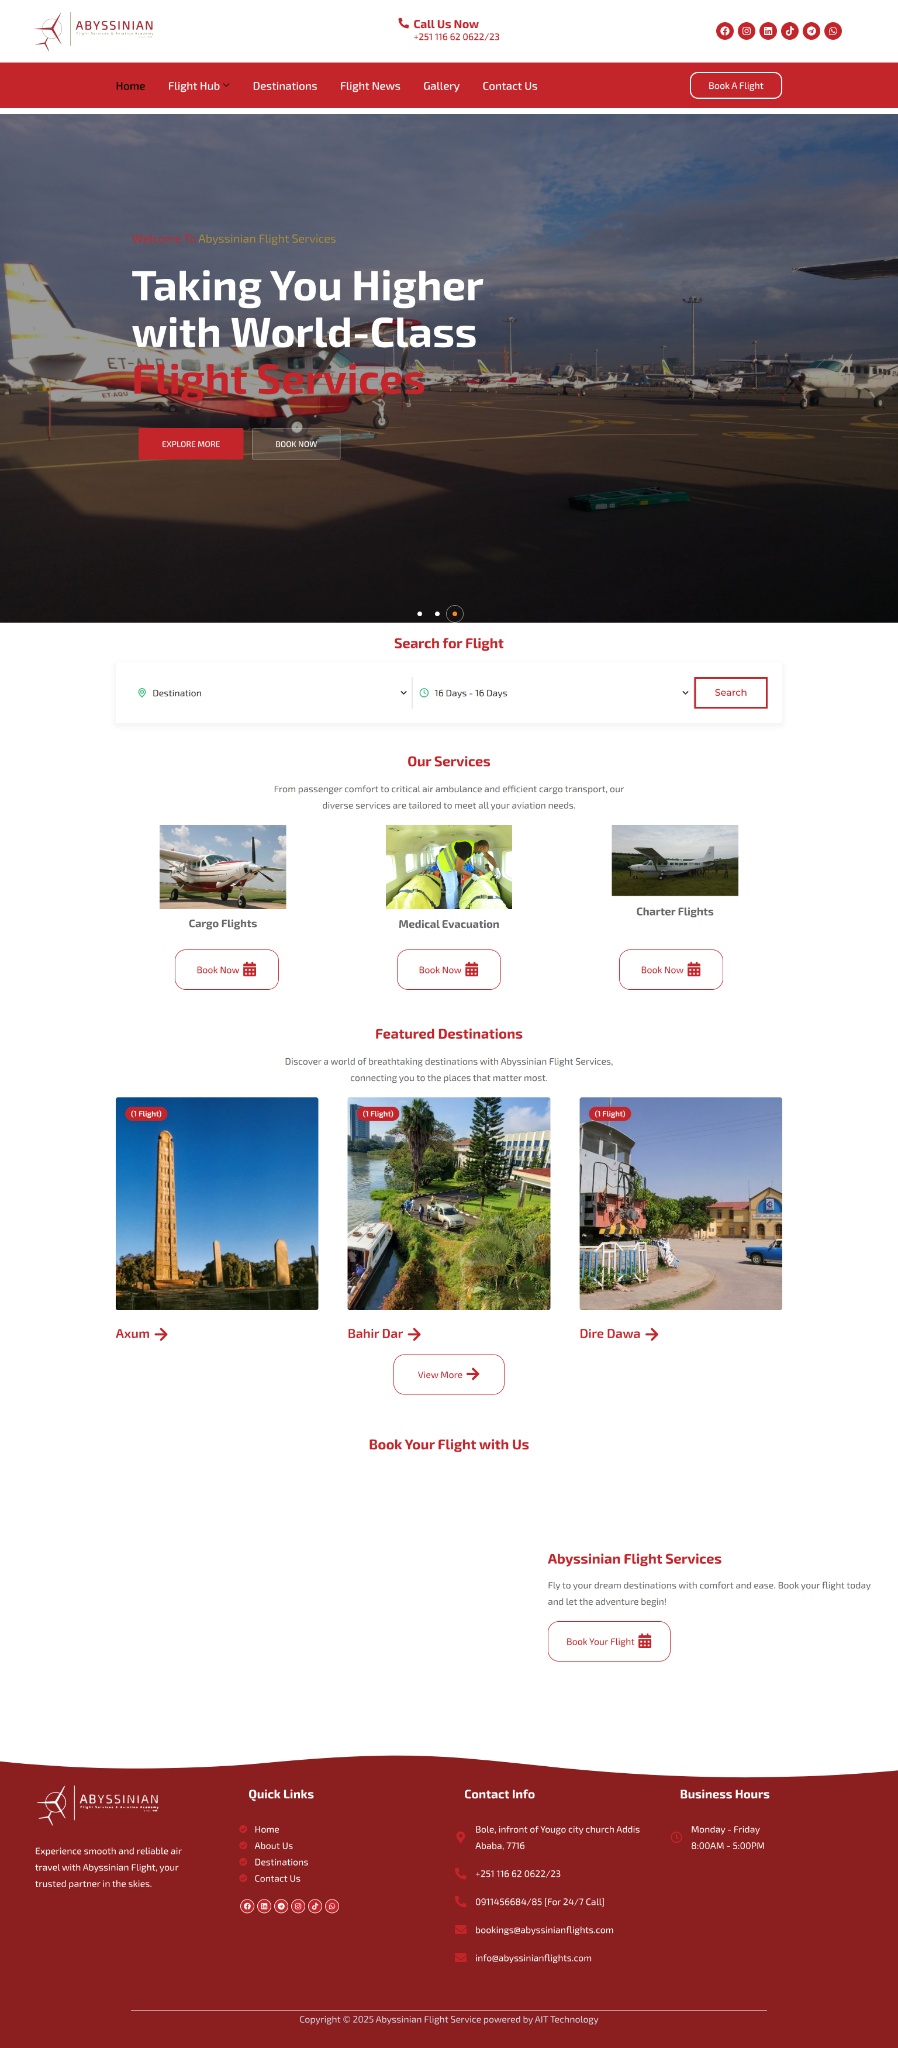 ABYSSINIAN
Flight Services & Aviation Academy
Call Us Now
+251 116 62 0622/23
Home
Flight Hub
Destinations
Flight News
Gallery
Contact Us
Book A Flight
Welcome To Abyssinian Flight Services
Taking You Higher
with World-Class
Flight Services
ET-AQU
EXPLORE MORE
BOOK NOW
Search for Flight
Destination
16 Days - 16 Days
Search
Our Services
From passenger comfort to critical air ambulance and efficient cargo transport, our
diverse services are tailored to meet all your aviation needs.
Cargo Flights
Medical Evacuation
Charter Flights
Book Now
Book Now
Book Now
Featured Destinations
Discover a world of breathtaking destinations with Abyssinian Flight Services,
connecting you to the places that matter most.
(1 Flight)
(1 Flight)
(1 Flight)
Axum
Bahir Dar
Dire Dawa
View More
Book Your Flight with Us
Abyssinian Flight Services
Fly to your dream destinations with comfort and ease. Book your flight today
and let the adventure begin!
Book Your Flight
ABYSSINIAN
Flight Services & Aviation Academy
Experience smooth and reliable air
travel with Abyssinian Flight, your
trusted partner in the skies.
Quick Links
Home
About Us
Destinations
Contact Us
Contact Info
Bole, infront of Yougo city church Addis
Ababa, 7716
+251 116 62 0622/23
0911456684/85 [For 24/7 Call]
bookings@abyssinianflights.com
info@abyssinianflights.com
Business Hours
Monday - Friday
8:00AM - 5:00PM
Copyright © 2025 Abyssinian Flight Service powered by AIT Technology